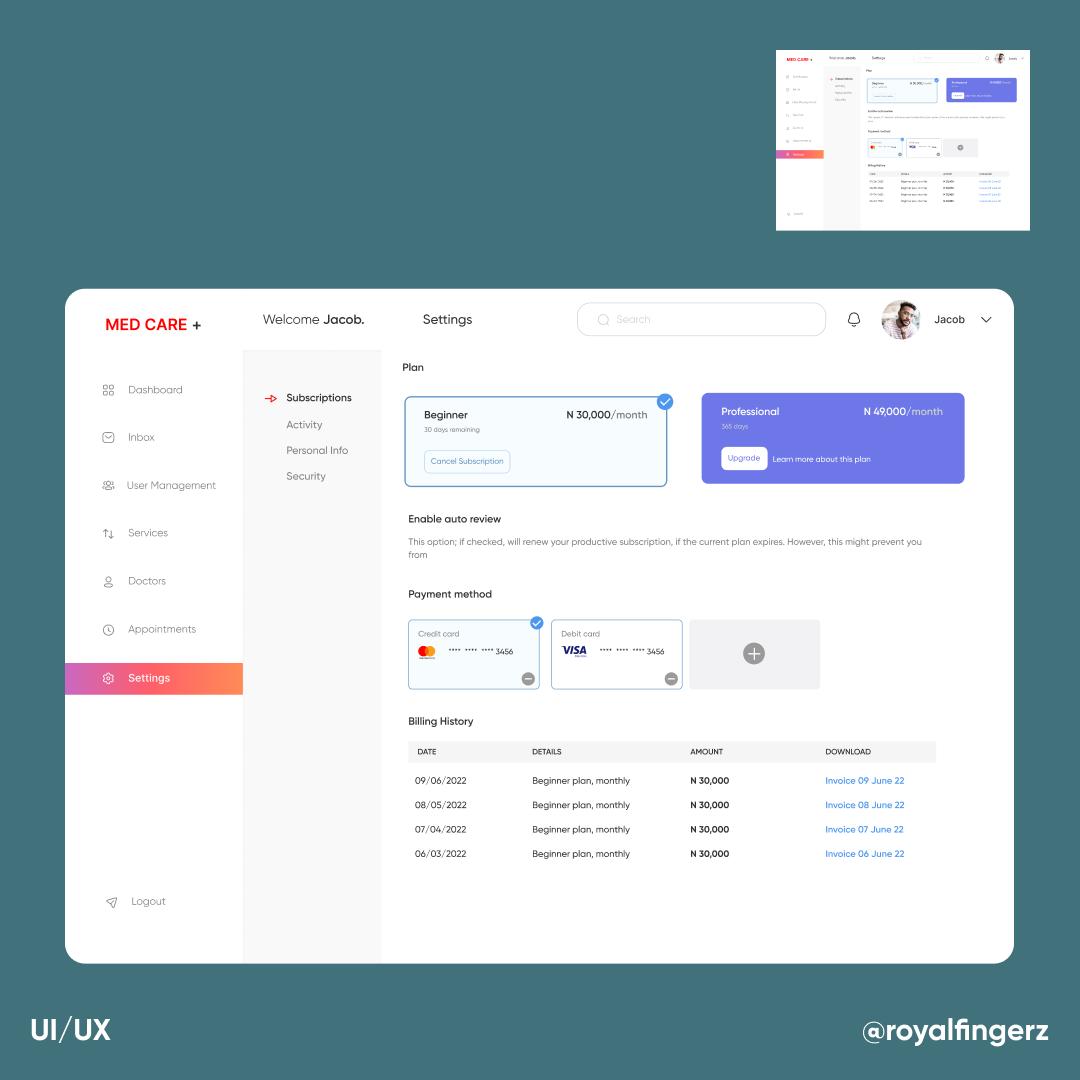 MED CARE +
Welcome Jacob.
Settings
Search
Jacob
Dashboard
Inbox
User Management
Services
Doctors
Appointments
Settings
Logout
Subscriptions
Activity
Personal Info
Security
Plan
Beginner
N 30,000/month
30 days remaining
Cancel Subscription
Professional
N 49,000/month
365 days
Upgrade
Learn more about this plan
Enable auto review
This option; if checked, will renew your productive subscription, if the current plan expires. However, this might prevent you
from
Payment method
Credit card
**** **** **** 3456
Debit card
VISA
**** **** **** 3456
Billing History
DATE DETAILS AMOUNT DOWNLOAD
09/06/2022 Beginner plan, monthly N 30,000 Invoice 09 June 22
08/05/2022 Beginner plan, monthly N 30,000 Invoice 08 June 22
07/04/2022 Beginner plan, monthly N 30,000 Invoice 07 June 22
06/03/2022 Beginner plan, monthly N 30,000 Invoice 06 June 22
UI/UX
@royalfingerz
MED CARE +
Welcome Jacob.
Settings